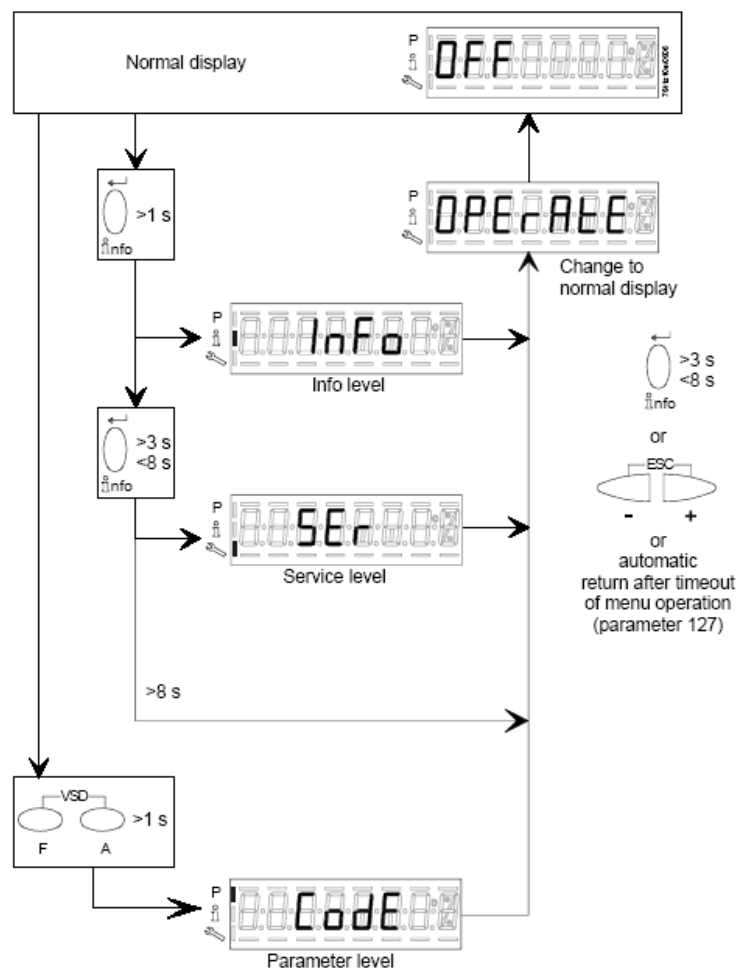 P
OFF
Normal display
7541z10e/0606
>1 s
info
P
OPErAtE
Change to
normal display
P
InFo
Info level
>3 s
<8 s
info
>3 s
<8 s
info
or
ESC
- +
or
automatic
return after timeout
of menu operation
(parameter 127)
P
SEr
Service level
>8 s
VSD
>1 s
F A
P
CodE
Parameter level